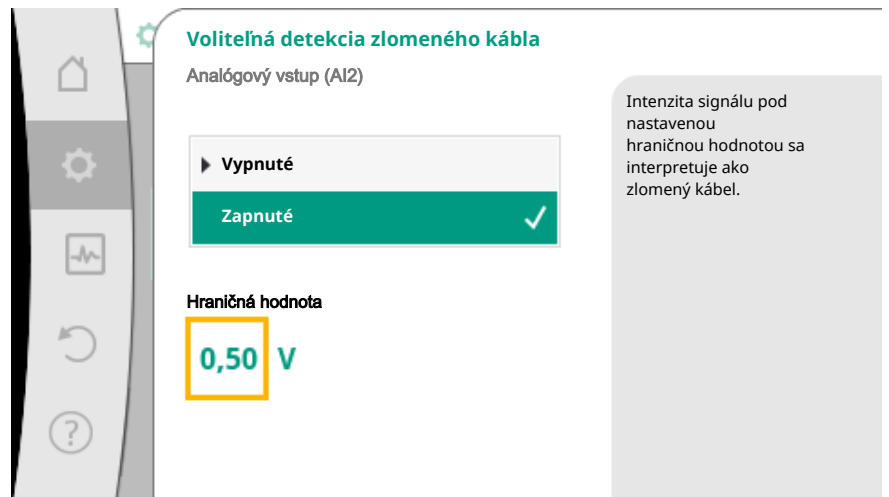 Voliteľná detekcia zlomeného kábla
Analógový vstup (AI2)
Vypnuté
Zapnuté
Hraničná hodnota
0,50 V
Intenzita signálu pod
nastavenou
hraničnou hodnotou sa
interpretuje ako
zlomený kábel.
?